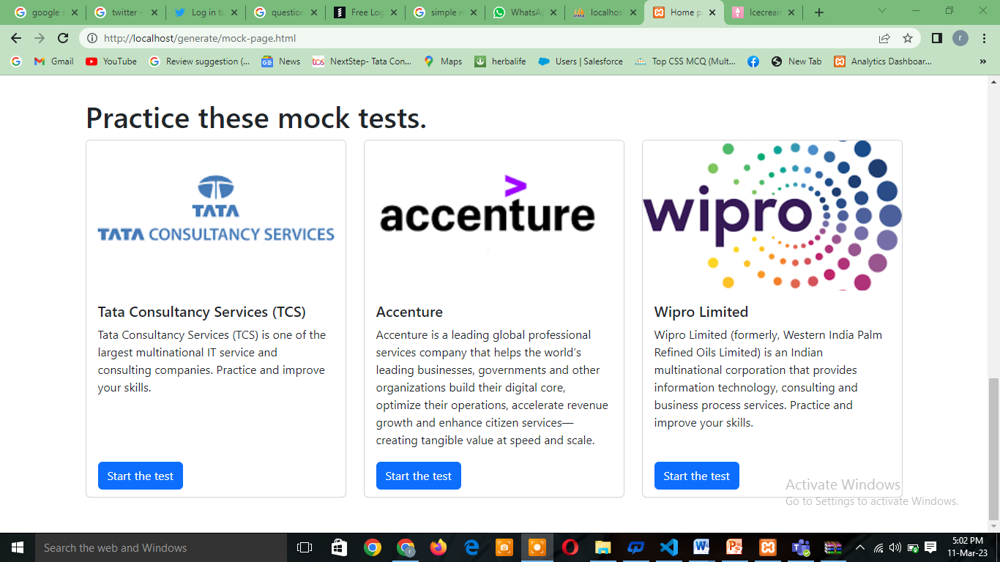 google s
twitter -
Log in to
question
Free Log
simple r
WhatsAp
localhos
Home p
Icecrean
http://localhost/generate/mock-page.html
r
Gmail
YouTube
Review suggestion (...
News
NextStep- Tata Con...
Maps
herbalife
Users | Salesforce
Top CSS MCQ (Mult...
New Tab
Analytics Dashboar...
»
Practice these mock tests.
TATA
TATA CONSULTANCY SERVICES
Tata Consultancy Services (TCS)
Tata Consultancy Services (TCS) is one of the
largest multinational IT service and
consulting companies. Practice and improve
your skills.
Start the test
accenture
Accenture
Accenture is a leading global professional
services company that helps the world's
leading businesses, governments and other
organizations build their digital core,
optimize their operations, accelerate revenue
growth and enhance citizen services—
creating tangible value at speed and scale.
Start the test
wipro
Wipro Limited
Wipro Limited (formerly, Western India Palm
Refined Oils Limited) is an Indian
multinational corporation that provides
information technology, consulting and
business process services. Practice and
improve your skills.
Start the test
Activate Windows
Go to Settings to activate Windows.
Search the web and Windows
5:02 PM
11-Mar-23